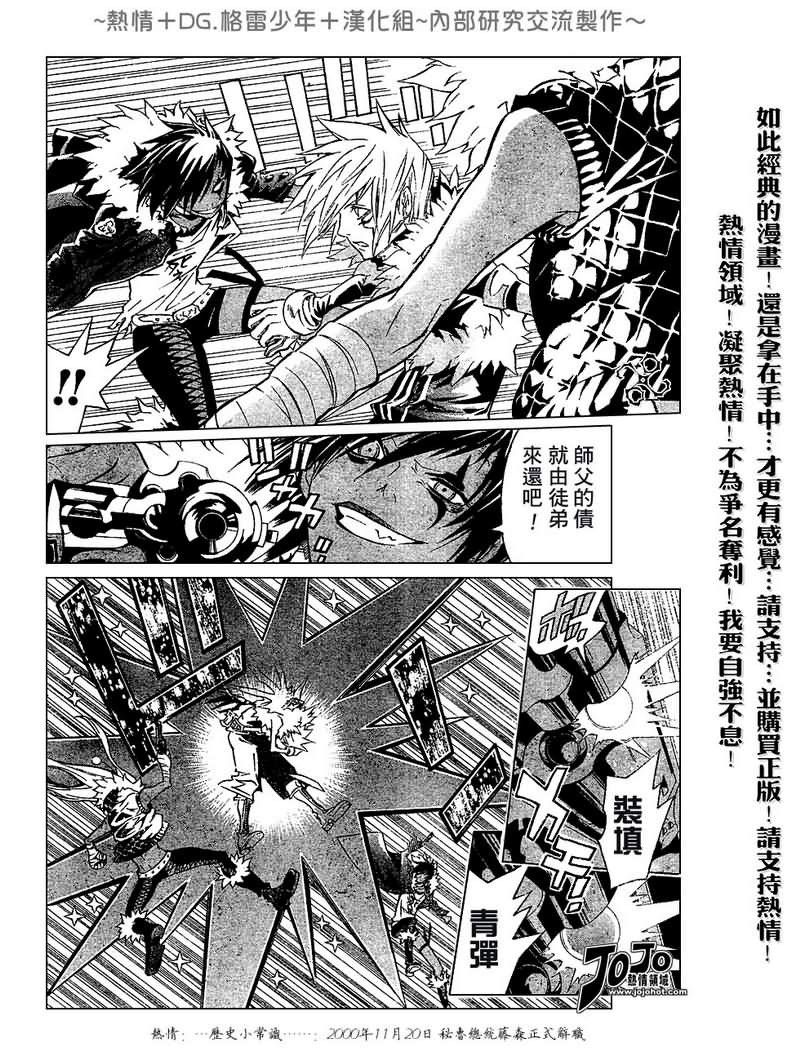 ~熱情＋DG.格雷少年＋漢化組~內部研究交流製作～
如此經典的漫畫！還是拿在手中…才更有感覺…請支持…並購買正版！請支持熱情！
熱情領域！凝聚熱情！不為爭名奪利！我要自強不息！
!!
師父的債
就由徒弟
來還吧！
裝填
ガチ!
青彈
JOJO
熱情領域
www.jojohot.com
熱情：…歷史小常識……：2000年11月20日 秘魯總統藤森正式辭職